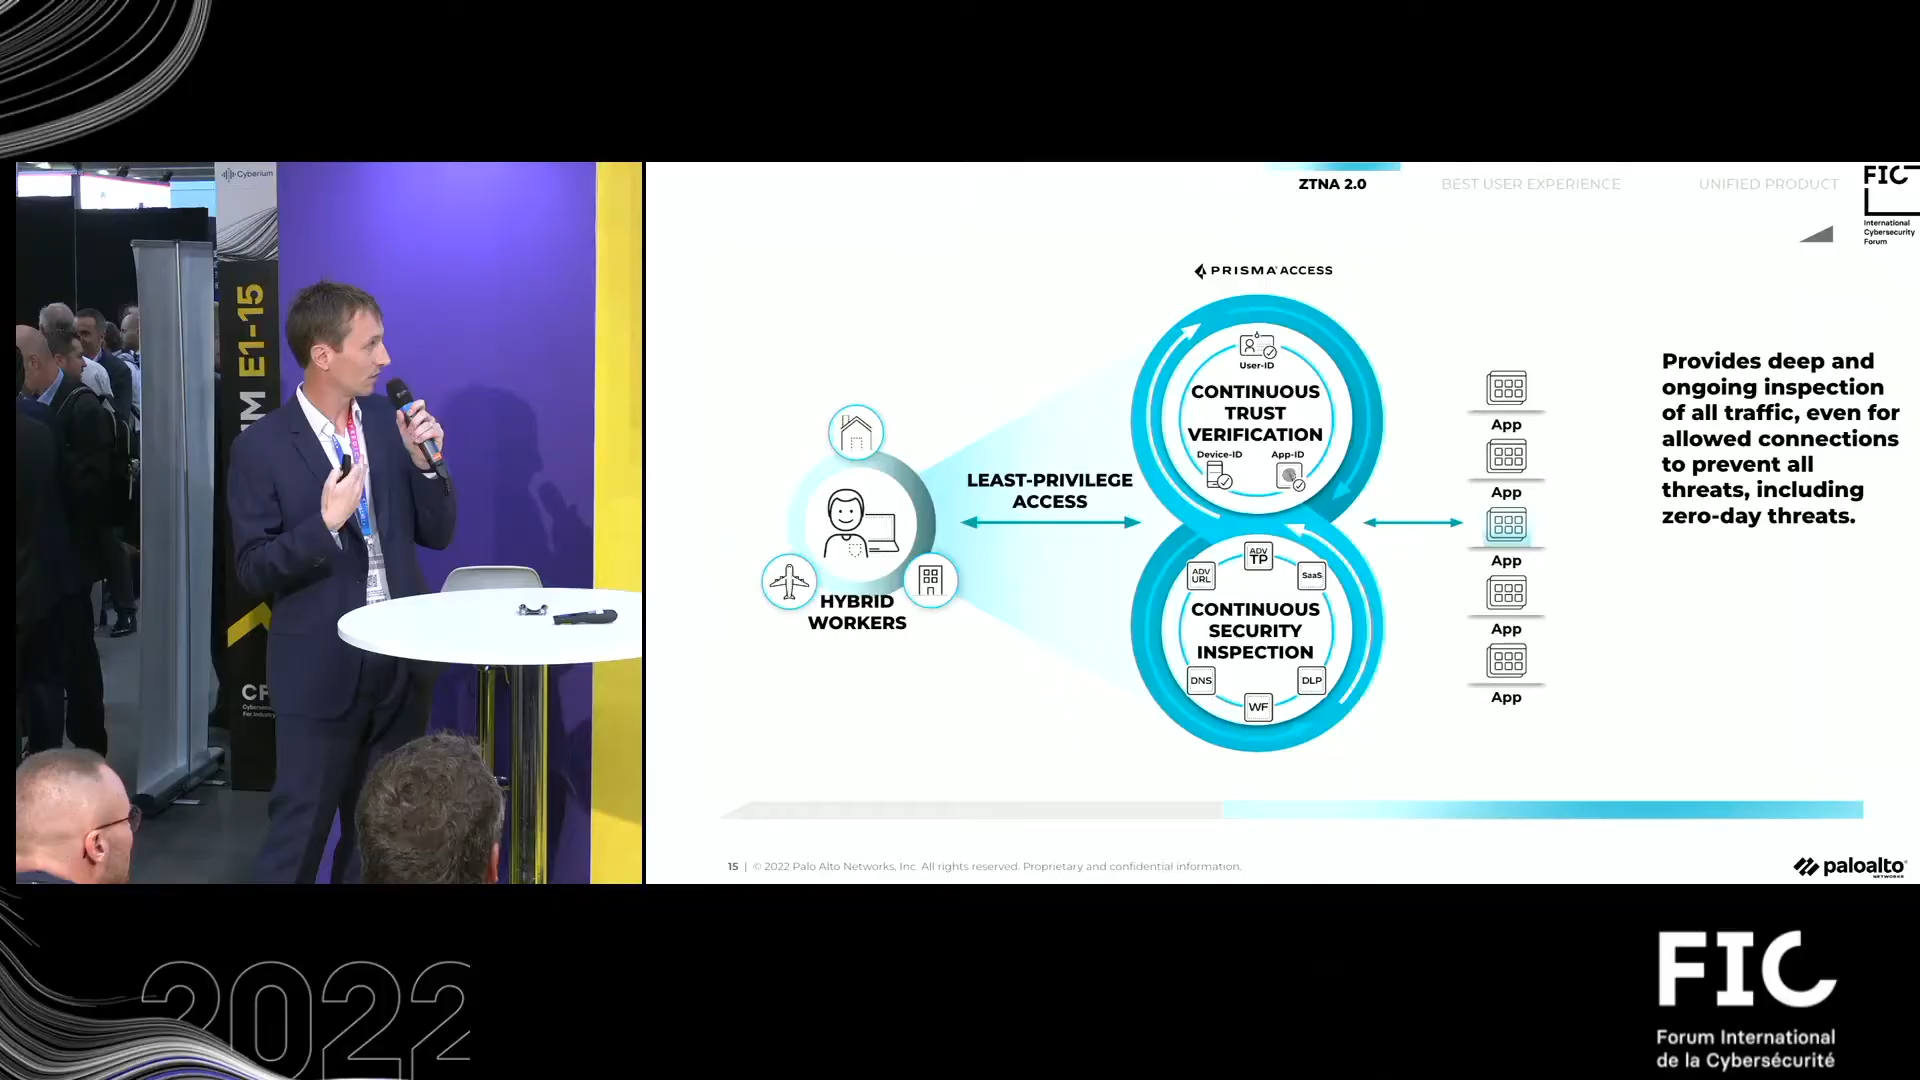 Cyberium
E1-15
CF
ZTNA 2.0
BEST USER EXPERIENCE
UNIFIED PRODUCT
FIC
International
Cybersecurity
Forum
PRISMA ACCESS
User-ID
CONTINUOUS
TRUST
VERIFICATION
Device-ID
App-ID
LEAST-PRIVILEGE
ACCESS
HYBRID
WORKERS
ADV
TP
ADV
URL
SaaS
CONTINUOUS
SECURITY
INSPECTION
DNS
DLP
WF
App
App
App
App
App
Provides deep and
ongoing inspection
of all traffic, even for
allowed connections
to prevent all
threats, including
zero-day threats.
15 | © 2022 Palo Alto Networks, Inc. All rights reserved. Proprietary and confidential information.
paloalto
NETWORKS
2022
FIC
Forum International
de la Cybersécurité